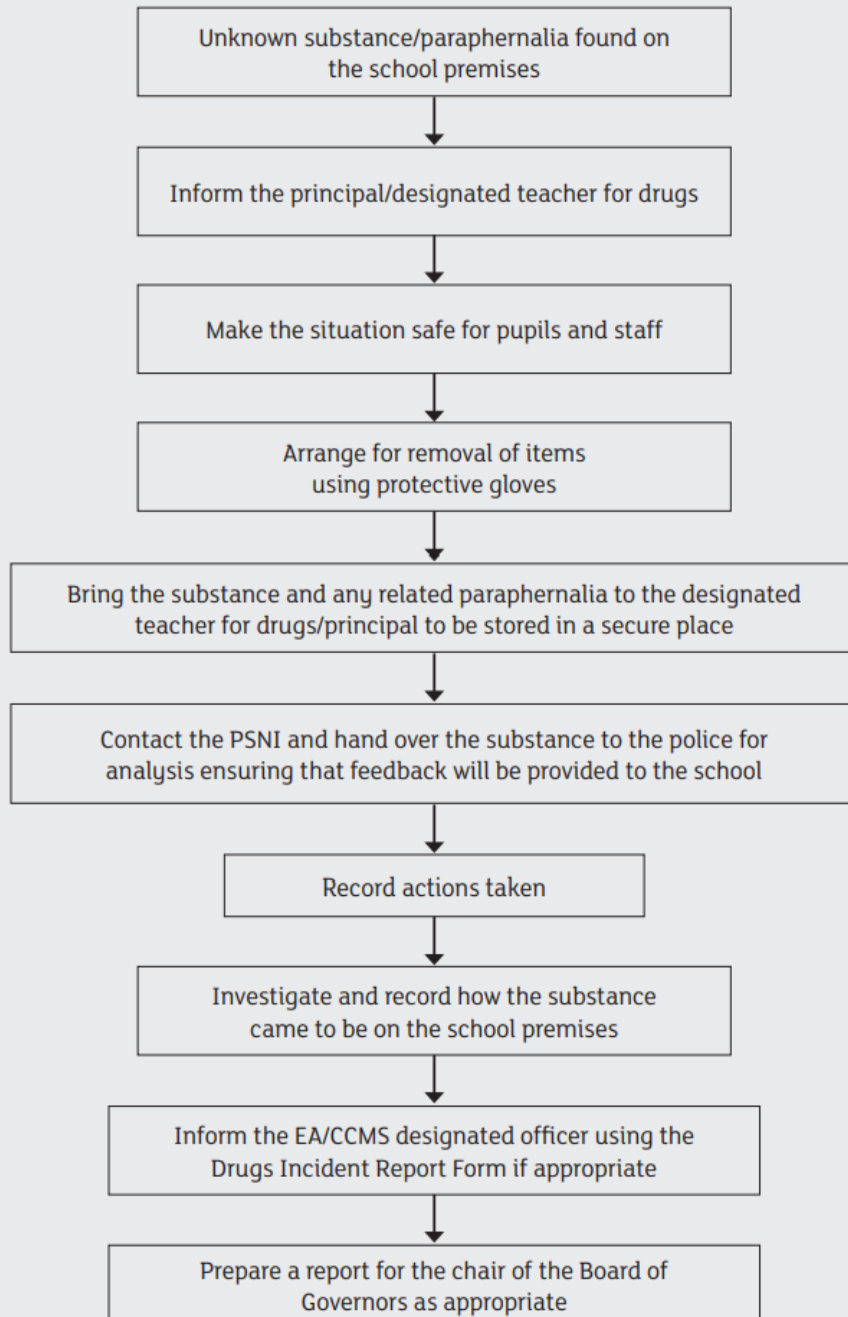 Unknown substance/paraphernalia found on
the school premises
Inform the principal/designated teacher for drugs
Make the situation safe for pupils and staff
Arrange for removal of items
using protective gloves
Bring the substance and any related paraphernalia to the designated
teacher for drugs/principal to be stored in a secure place
Contact the PSNI and hand over the substance to the police for
analysis ensuring that feedback will be provided to the school
Record actions taken
Investigate and record how the substance
came to be on the school premises
Inform the EA/CCMS designated officer using the
Drugs Incident Report Form if appropriate
Prepare a report for the chair of the Board of
Governors as appropriate